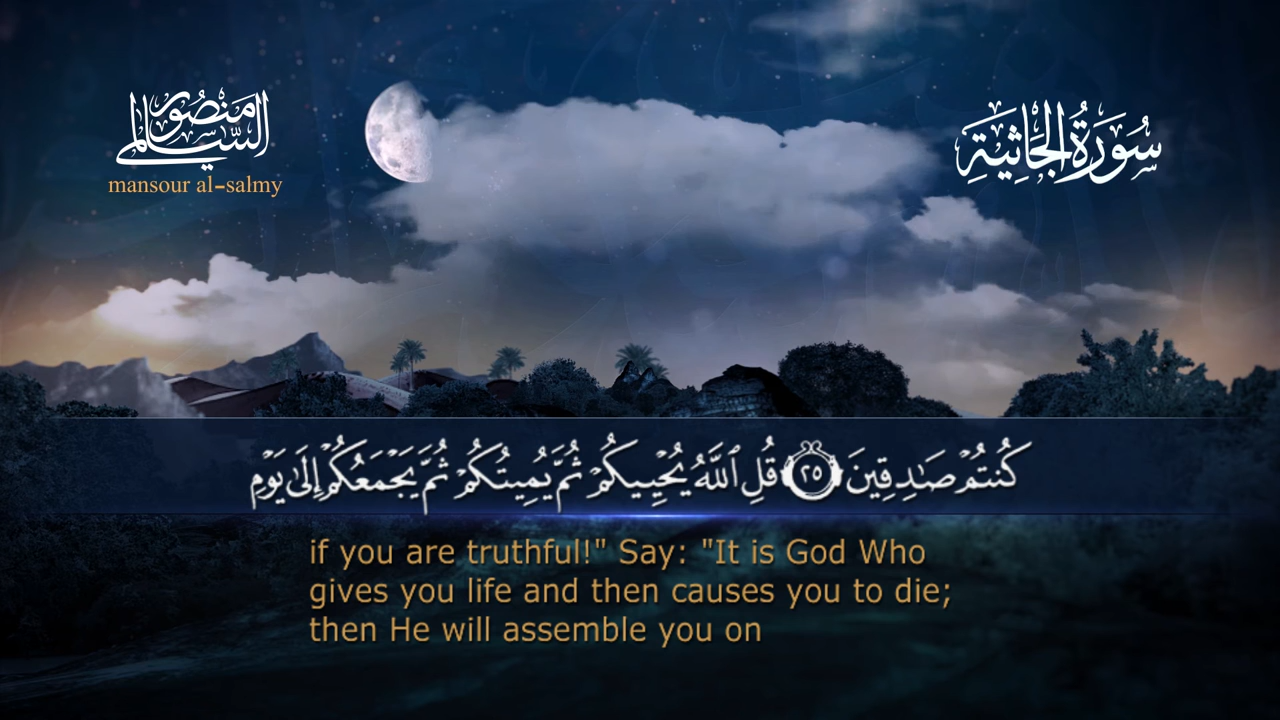 منصور السالمي
mansour al-salmy
سُورَةُ الجَاثِيَةِ
كُنتُمْ صَٰدِقِينَ ٢٥ قُلِ ٱللَّهُ يُحْيِيكُمْ ثُمَّ يُمِيتُكُمْ ثُمَّ يَجْمَعُكُمْ إِلَىٰ يَوْمِ
if you are truthful!" Say: "It is God Who
gives you life and then causes you to die;
then He will assemble you on